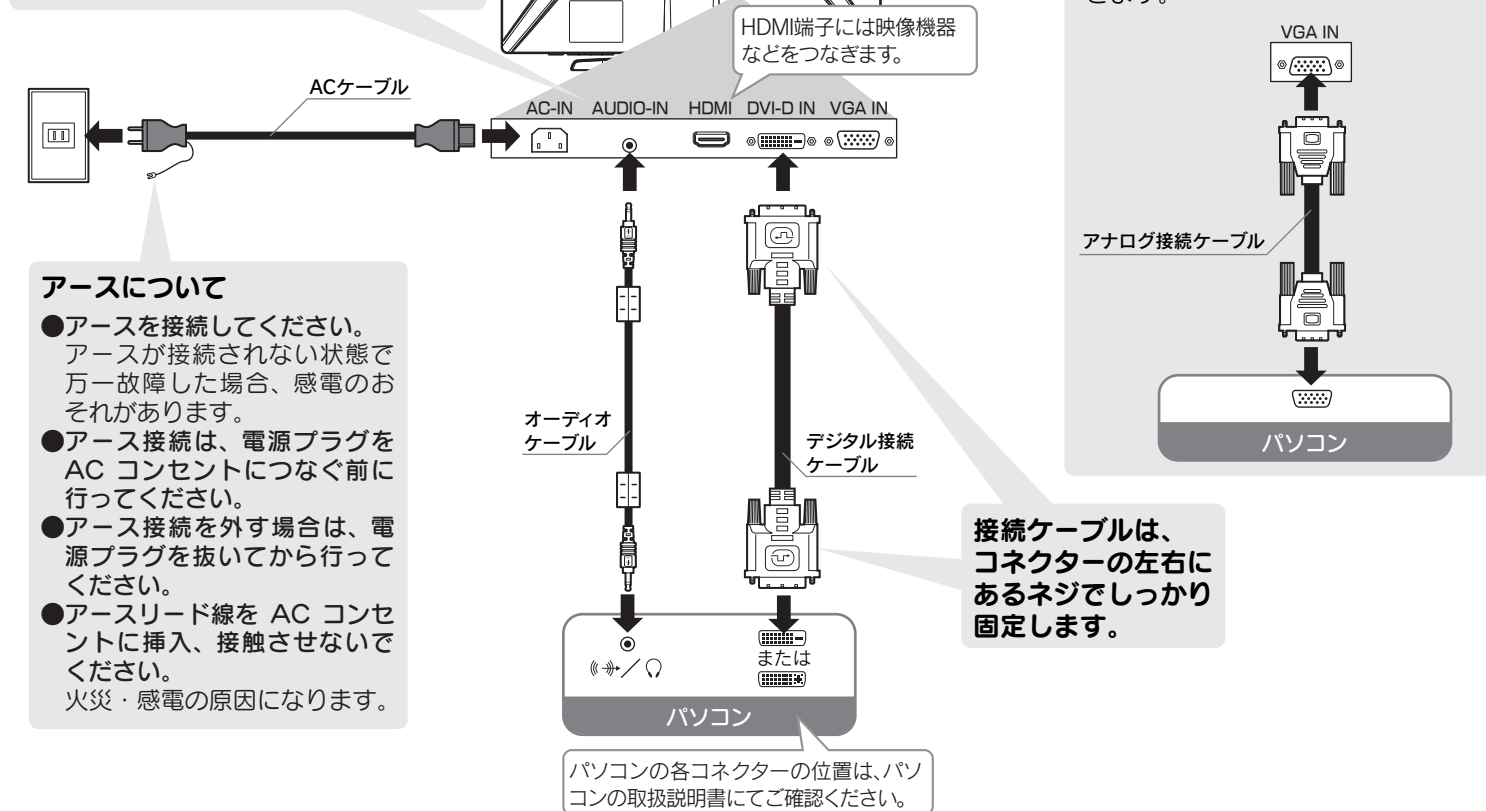 HDMI端子には映像機器
などをつなぎます。
ACケーブル
AC-IN AUDIO-IN HDMI DVI-D IN VGA IN
アースについて
●アースを接続してください。
アースが接続されない状態で
万一故障した場合、感電のお
それがあります。
●アース接続は、電源プラグを
AC コンセントにつなぐ前に
行ってください。
●アース接続を外す場合は、電
源プラグを抜いてから行って
ください。
●アースリード線を AC コンセ
ントに挿入、接触させないで
ください。
火災・感電の原因になります。
オーディオ
ケーブル
デジタル接続
ケーブル
または
パソコン
パソコンの各コネクターの位置は、パソ
コンの取扱説明書にてご確認ください。
接続ケーブルは、
コネクターの左右に
あるネジでしっかり
固定します。
きます。
VGA IN
アナログ接続ケーブル
パソコン